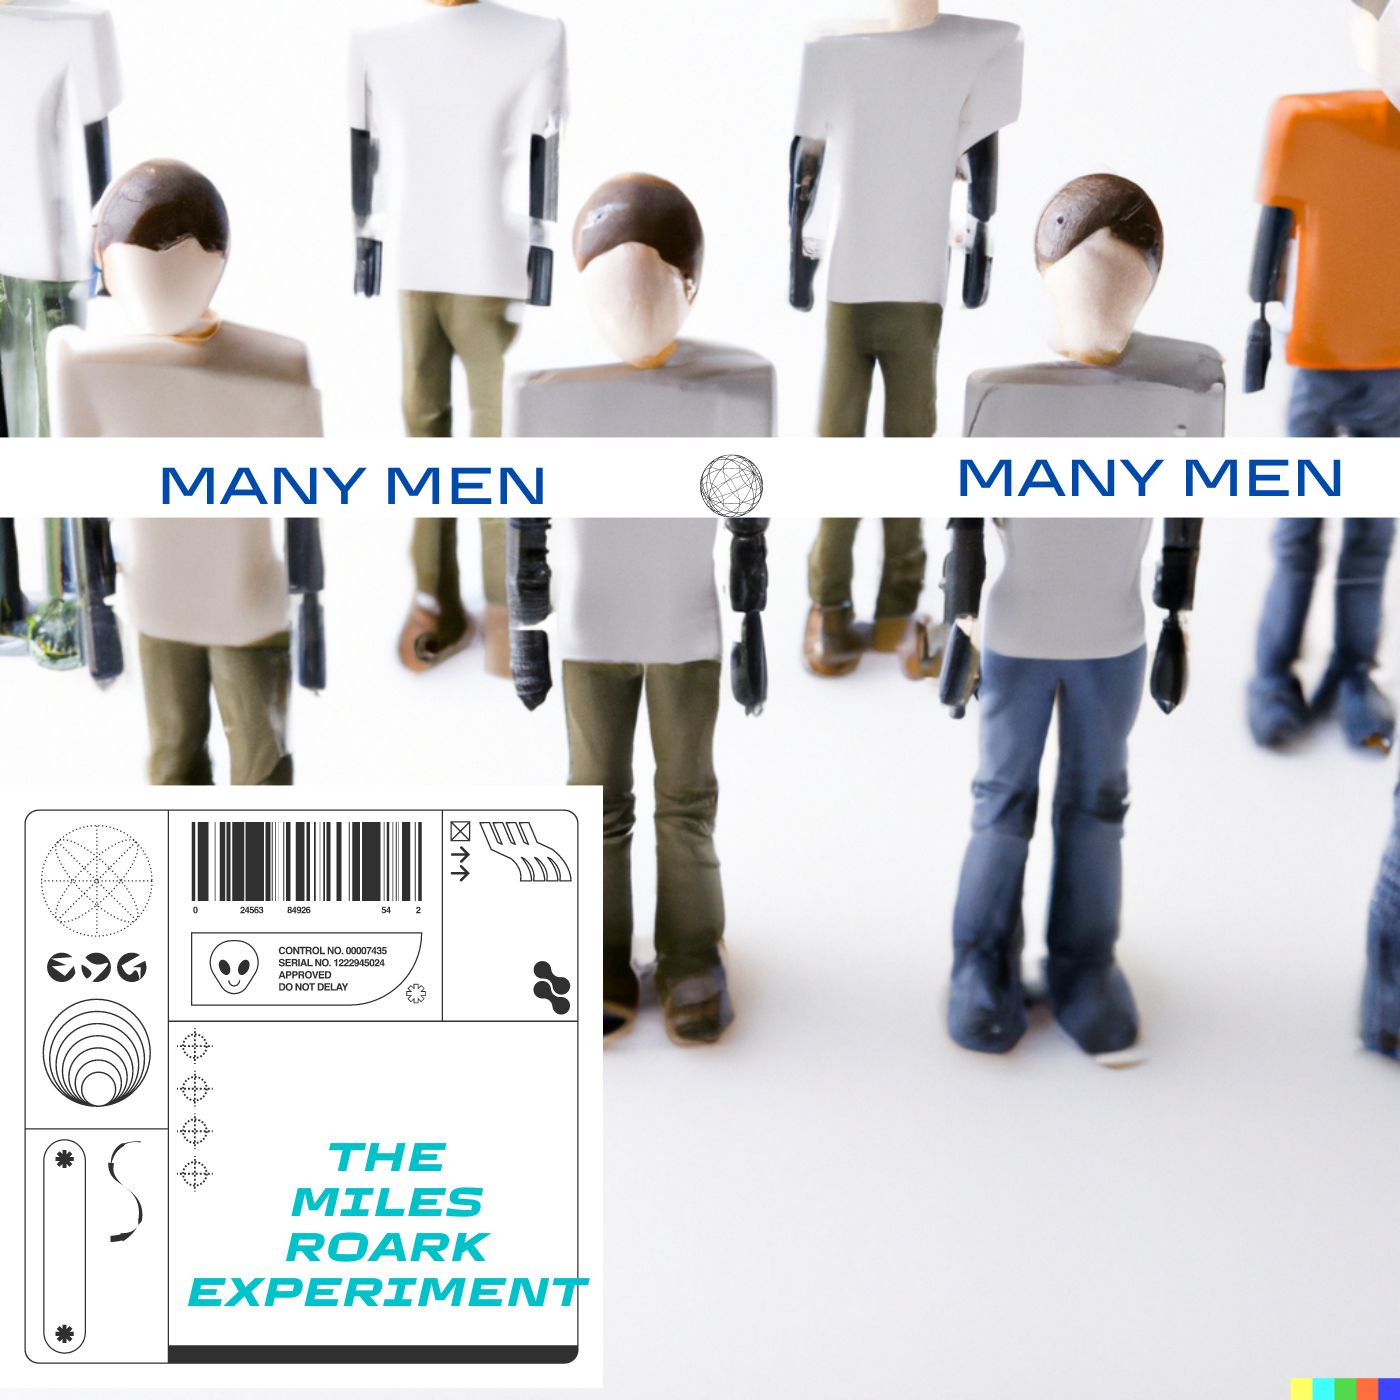 MANY MEN
MANY MEN
0 24563 84926 54 2
CONTROL NO. 00007435
SERIAL NO. 1222945024
APPROVED
DO NOT DELAY
THE
MILES
ROARK
EXPERIMENT